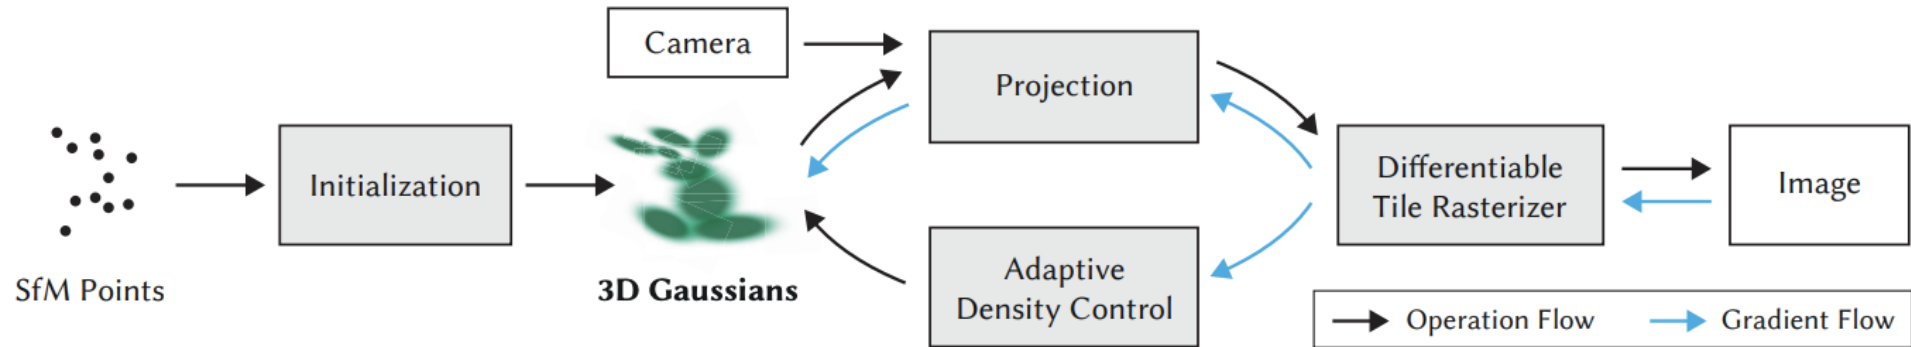 Camera
Projection
Initialization
Differentiable
Tile Rasterizer
Image
SfM Points
3D Gaussians
Adaptive
Density Control
Operation Flow
Gradient Flow